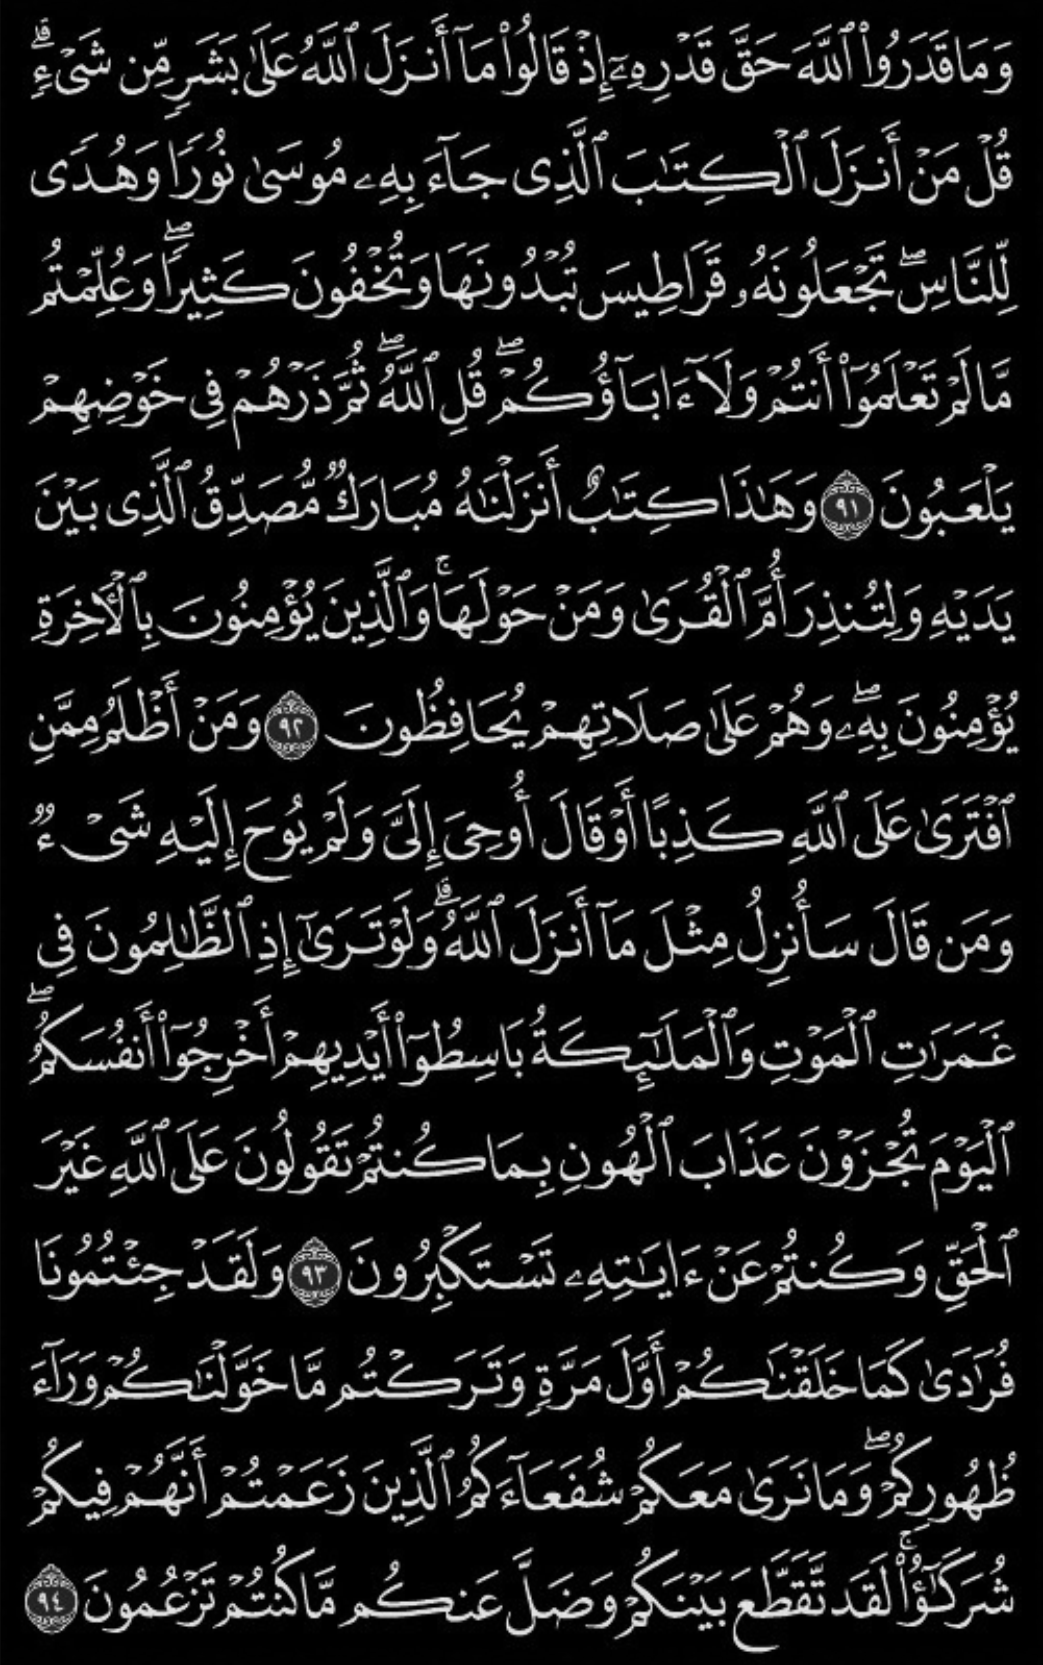 وَمَا قَدَرُوا۟ ٱللَّهَ حَقَّ قَدْرِهِۦٓ إِذْ قَالُوا۟ مَآ أَنزَلَ ٱللَّهُ عَلَىٰ بَشَرٍ مِّن شَىْءٍ ۗ
قُلْ مَنْ أَنزَلَ ٱلْكِتَـٰبَ ٱلَّذِى جَآءَ بِهِۦ مُوسَىٰ نُورًا وَهُدًى
لِّلنَّاسِ ۖ تَجْعَلُونَهُۥ قَرَاطِيسَ تُبْدُونَهَا وَتُخْفُونَ كَثِيرًا ۖ وَعُلِّمْتُم
مَّا لَمْ تَعْلَمُوٓا۟ أَنتُمْ وَلَآ ءَابَآؤُكُمْ ۖ قُلِ ٱللَّهُ ۖ ثُمَّ ذَرْهُمْ فِى خَوْضِهِمْ
يَلْعَبُونَ ٩١ وَهَـٰذَا كِتَـٰبٌ أَنزَلْنَـٰهُ مُبَارَكٌ مُّصَدِّقُ ٱلَّذِى بَيْنَ
يَدَيْهِ وَلِتُنذِرَ أُمَّ ٱلْقُرَىٰ وَمَنْ حَوْلَهَا ۚ وَٱلَّذِينَ يُؤْمِنُونَ بِٱلْـَٔاخِرَةِ
يُؤْمِنُونَ بِهِۦ ۖ وَهُمْ عَلَىٰ صَلَاتِهِمْ يُحَافِظُونَ ٩٢ وَمَنْ أَظْلَمُ مِمَّنِ
ٱفْتَرَىٰ عَلَى ٱللَّهِ كَذِبًا أَوْ قَالَ أُوحِىَ إِلَىَّ وَلَمْ يُوحَ إِلَيْهِ شَىْءٌ
وَمَن قَالَ سَأُنزِلُ مِثْلَ مَآ أَنزَلَ ٱللَّهُ ۗ وَلَوْ تَرَىٰٓ إِذِ ٱلظَّـٰلِمُونَ فِى
غَمَرَٰتِ ٱلْمَوْتِ وَٱلْمَلَـٰٓئِكَةُ بَاسِطُوٓا۟ أَيْدِيهِمْ أَخْرِجُوٓا۟ أَنفُسَكُمُ ۖ
ٱلْيَوْمَ تُجْزَوْنَ عَذَابَ ٱلْهُونِ بِمَا كُنتُمْ تَقُولُونَ عَلَى ٱللَّهِ غَيْرَ
ٱلْحَقِّ وَكُنتُمْ عَنْ ءَايَـٰتِهِۦ تَسْتَكْبِرُونَ ٩٣ وَلَقَدْ جِئْتُمُونَا
فُرَٰدَىٰ كَمَا خَلَقْنَـٰكُمْ أَوَّلَ مَرَّةٍ وَتَرَكْتُم مَّا خَوَّلْنَـٰكُمْ وَرَآءَ
ظُهُورِكُمْ ۖ وَمَا نَرَىٰ مَعَكُمْ شُفَعَآءَكُمُ ٱلَّذِينَ زَعَمْتُمْ أَنَّهُمْ فِيكُمْ
شُرَكَـٰٓؤُا۟ ۚ لَقَد تَّقَطَّعَ بَيْنَكُمْ وَضَلَّ عَنكُم مَّا كُنتُمْ تَزْعُمُونَ ٩٤